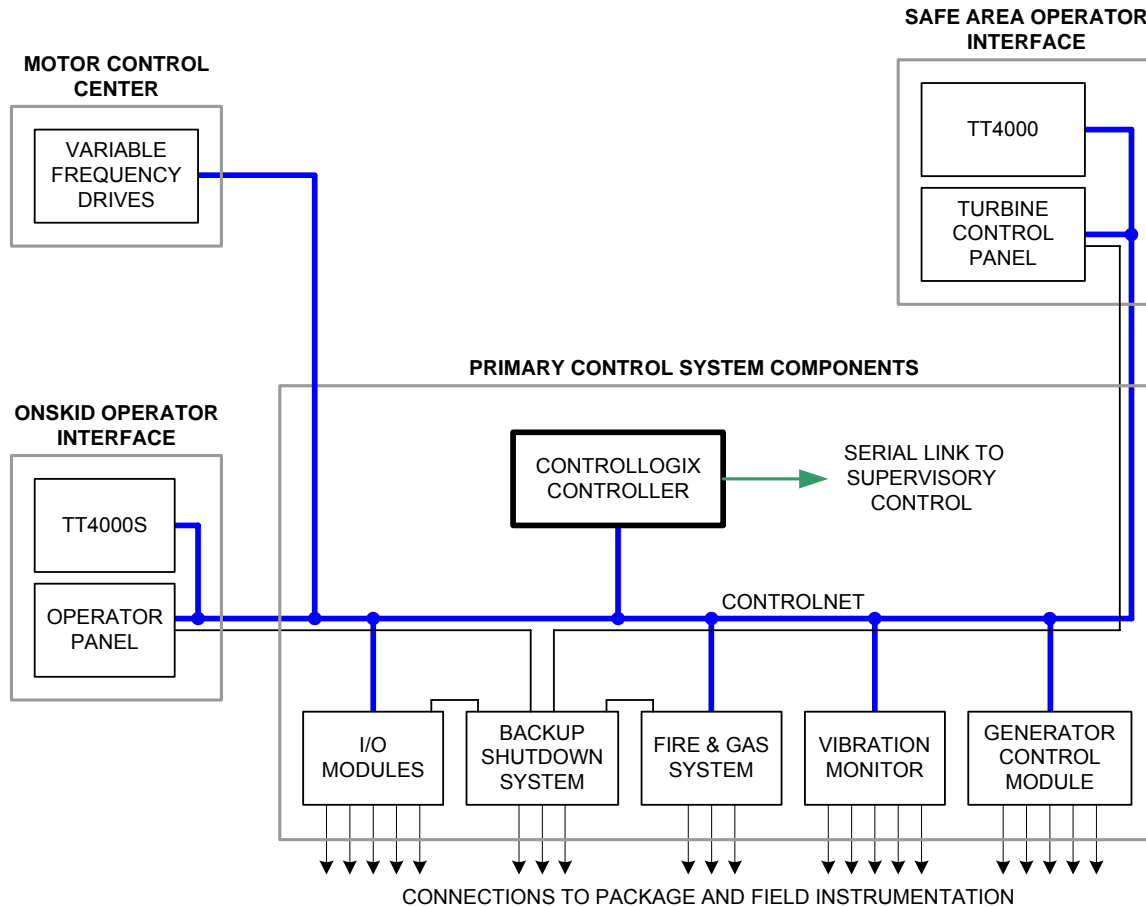 SAFE AREA OPERATOR
INTERFACE
MOTOR CONTROL
CENTER
VARIABLE
FREQUENCY
DRIVES
TT4000
TURBINE
CONTROL
PANEL
PRIMARY CONTROL SYSTEM COMPONENTS
ONSKID OPERATOR
INTERFACE
CONTROLLOGIX
CONTROLLER
SERIAL LINK TO
SUPERVISORY
CONTROL
TT4000S
OPERATOR
PANEL
CONTROLNET
I/O
MODULES
BACKUP
SHUTDOWN
SYSTEM
FIRE & GAS
SYSTEM
VIBRATION
MONITOR
GENERATOR
CONTROL
MODULE
CONNECTIONS TO PACKAGE AND FIELD INSTRUMENTATION